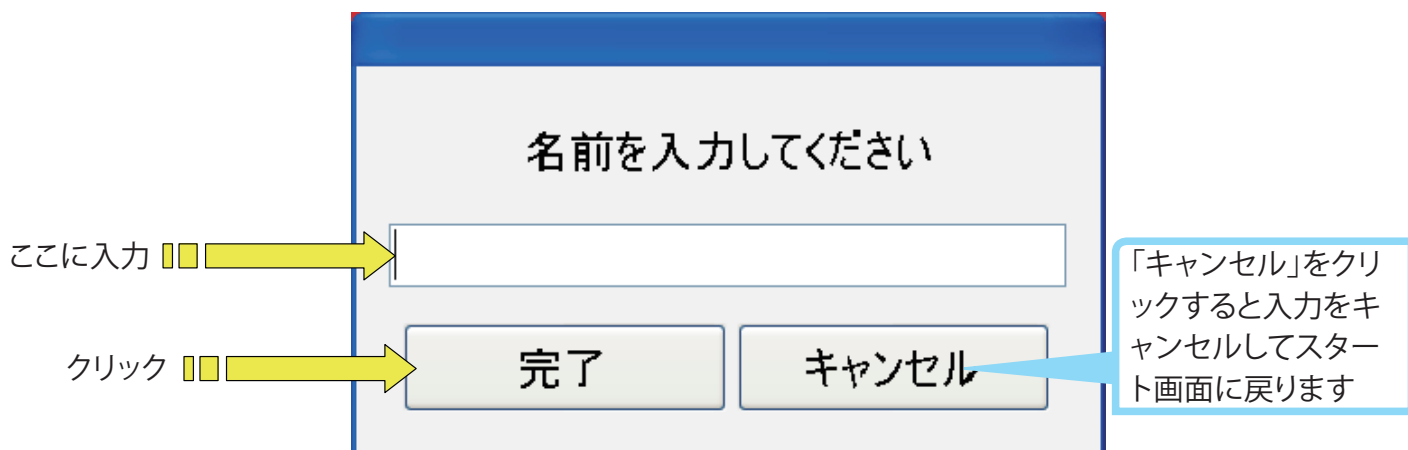 名前を入力してください
ここに入力
クリック
完了
キャンセル
「キャンセル」をクリ
ックすると入力をキ
ャンセルしてスター
ト画面に戻ります